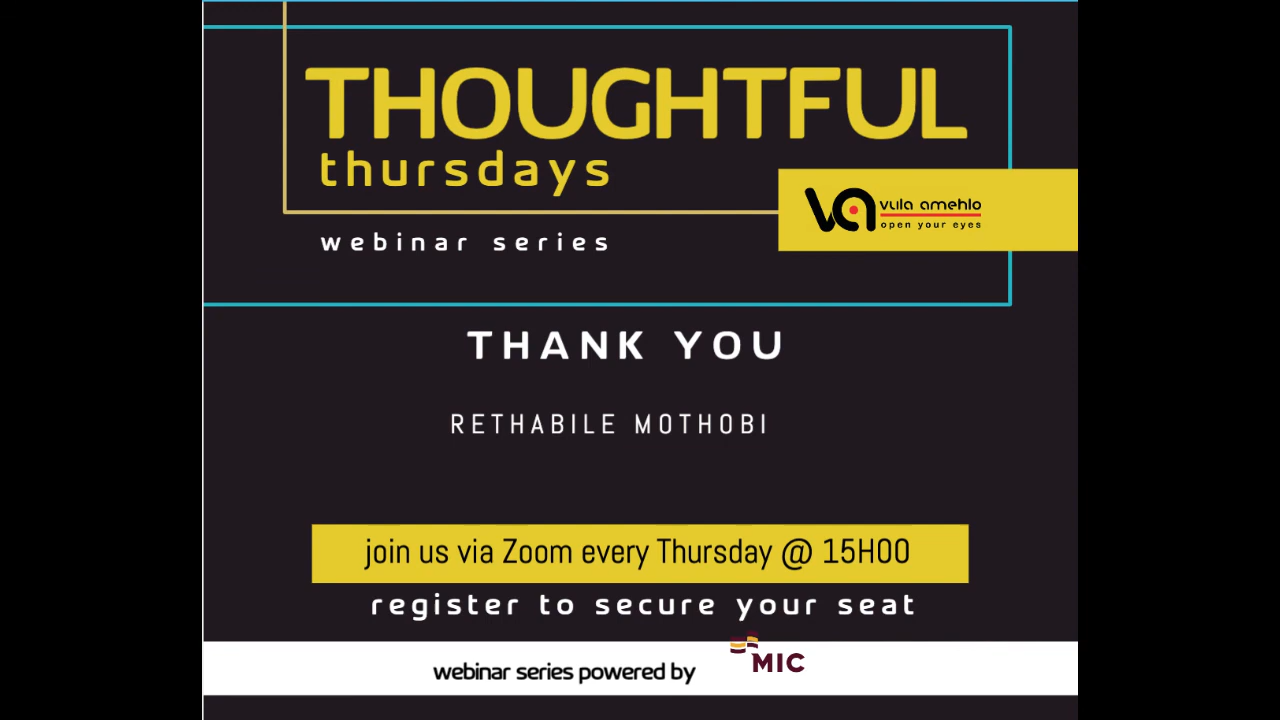 THOUGHTFUL
thursdays
webinar series
vula amehlo
open your eyes
THANK YOU
RETHABILE MOTHOBI
join us via Zoom every Thursday @ 15H00
register to secure your seat
webinar series powered by
MIC